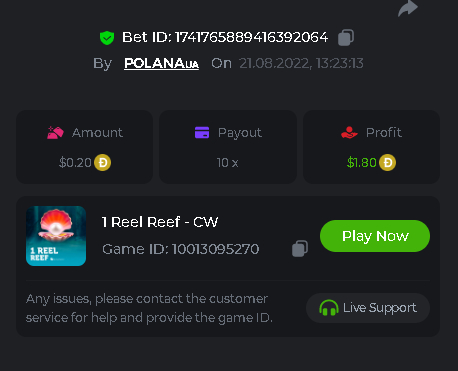 Bet ID: 1741765889416392064
By POLANAUA On 21.08.2022, 13:23:13
Amount Payout Profit
$0.20 10 x $1.80
1 Reel Reef - CW
Game ID: 10013095270
Play Now
1 REEL
REEF
Any issues, please contact the customer
service for help and provide the game ID.
Live Support